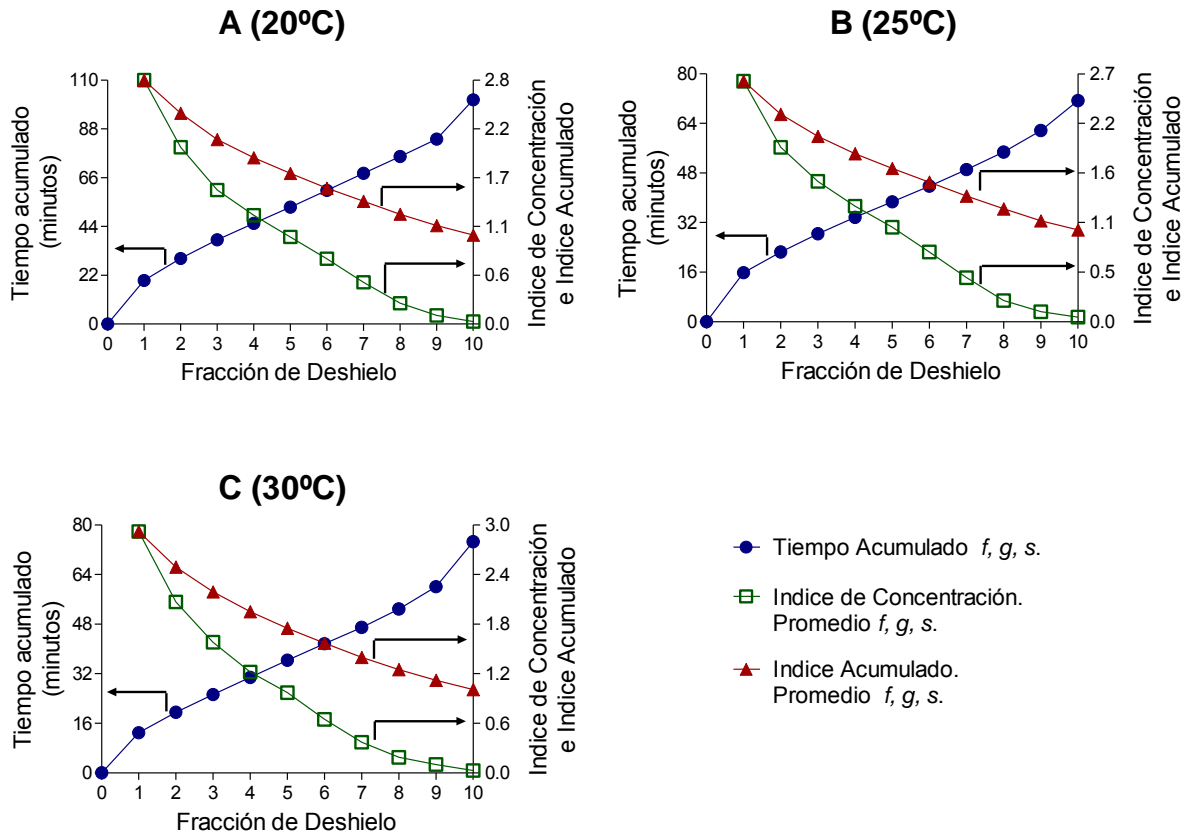 A (20ºC)
110
88
66
44
22
0
Tiempo acumulado
(minutos)
2.8
2.2
1.7
1.1
0.6
0.0
Indice de Concentración
e Indice Acumulado
0 1 2 3 4 5 6 7 8 9 10
Fracción de Deshielo
B (25ºC)
80
64
48
32
16
0
Tiempo acumulado
(minutos)
2.7
2.2
1.6
1.1
0.5
0.0
Indice de Concentración
e Indice Acumulado
0 1 2 3 4 5 6 7 8 9 10
Fracción de Deshielo
C (30ºC)
80
64
48
32
16
0
Tiempo acumulado
(minutos)
3.0
2.4
1.8
1.2
0.6
0.0
Indice de Concentración
e Indice Acumulado
0 1 2 3 4 5 6 7 8 9 10
Fracción de Deshielo
Tiempo Acumulado f, g, s.
Indice de Concentración.
Promedio f, g, s.
Indice Acumulado.
Promedio f, g, s.